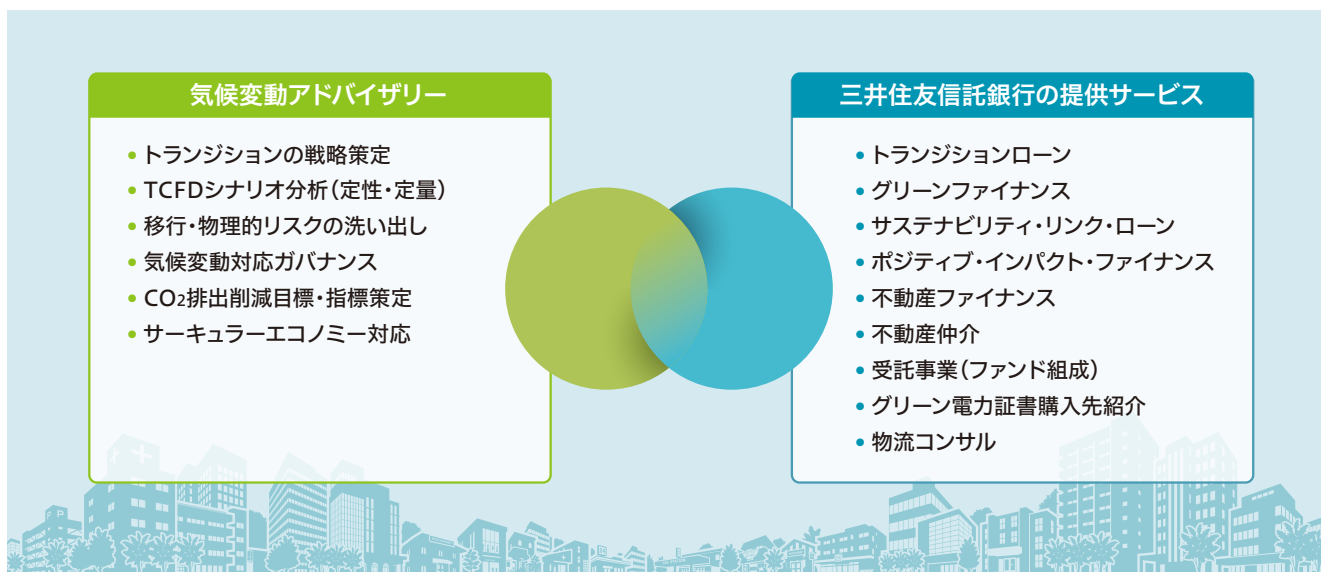 気候変動アドバイザリー
• トランジションの戦略策定
• TCFDシナリオ分析(定性・定量)
• 移行・物理的リスクの洗い出し
• 気候変動対応ガバナンス
• CO2排出削減目標・指標策定
• サーキュラーエコノミー対応
三井住友信託銀行の提供サービス
• トランジションローン
• グリーンファイナンス
• サステナビリティ・リンク・ローン
• ポジティブ・インパクト・ファイナンス
• 不動産ファイナンス
• 不動産仲介
• 受託事業(ファンド組成)
• グリーン電力証書購入先紹介
• 物流コンサル